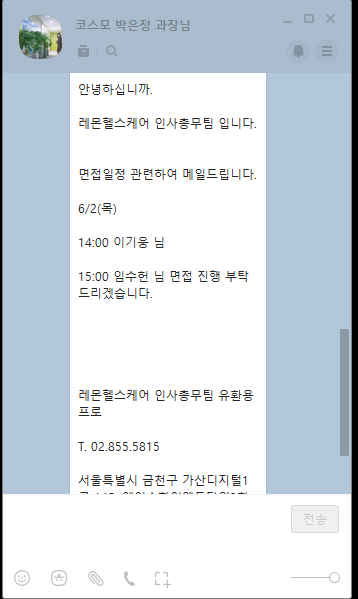 코스모 박은정 과장님
안녕하십니까.
레몬헬스케어 인사총무팀 입니다.
면접일정 관련하여 메일드립니다.
6/2(목)
14:00 이기웅 님
15:00 임수헌 님 면접 진행 부탁
드리겠습니다.
레몬헬스케어 인사총무팀 유환용
프로
T. 02.855.5815
서울특별시 금천구 가산디지털1
전송